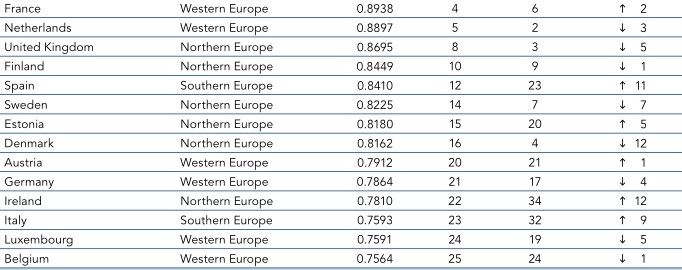 France Western Europe 0.8938 4 6 ↑ 2
Netherlands Western Europe 0.8897 5 2 ↓ 3
United Kingdom Northern Europe 0.8695 8 3 ↓ 5
Finland Northern Europe 0.8449 10 9 ↓ 1
Spain Southern Europe 0.8410 12 23 ↑ 11
Sweden Northern Europe 0.8225 14 7 ↓ 7
Estonia Northern Europe 0.8180 15 20 ↑ 5
Denmark Northern Europe 0.8162 16 4 ↓ 12
Austria Western Europe 0.7912 20 21 ↑ 1
Germany Western Europe 0.7864 21 17 ↓ 4
Ireland Northern Europe 0.7810 22 34 ↑ 12
Italy Southern Europe 0.7593 23 32 ↑ 9
Luxembourg Western Europe 0.7591 24 19 ↓ 5
Belgium Western Europe 0.7564 25 24 ↓ 1